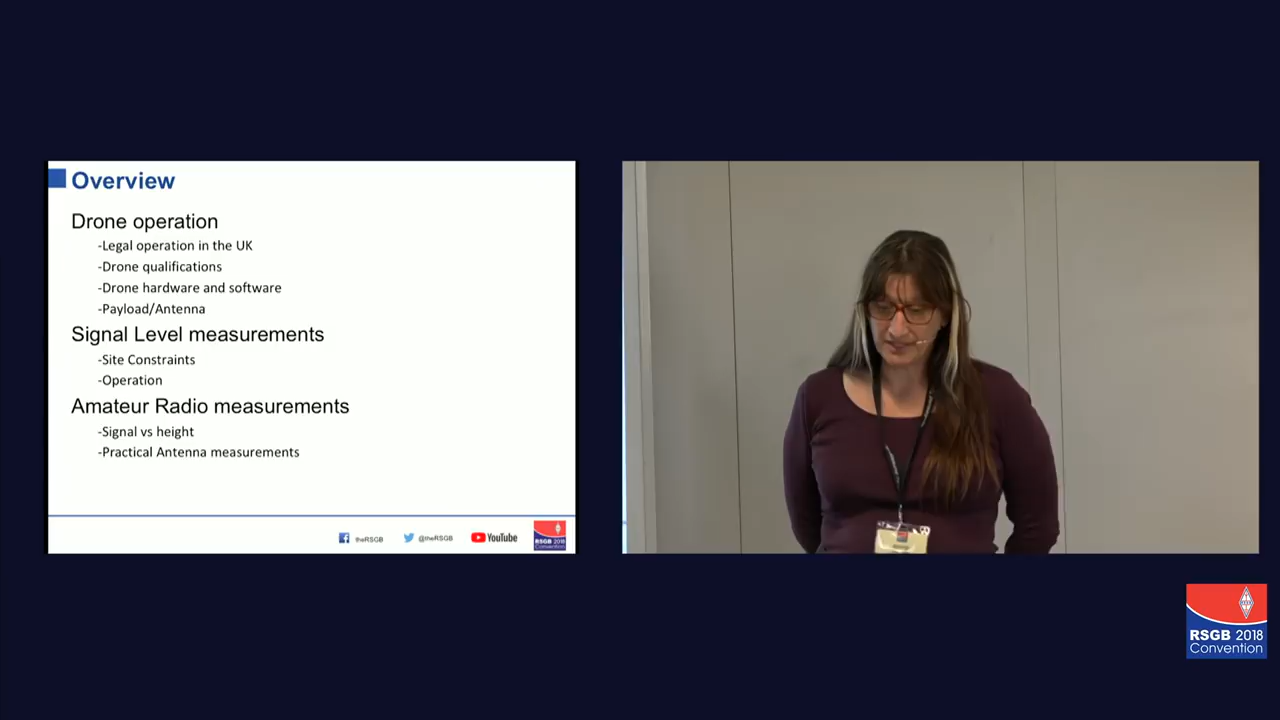 Overview
Drone operation
-Legal operation in the UK
-Drone qualifications
-Drone hardware and software
-Payload/Antenna
Signal Level measurements
-Site Constraints
-Operation
Amateur Radio measurements
-Signal vs height
-Practical Antenna measurements
theRSGB @theRSGB YouTube
RSGB 2018
Convention
RSGB 2018
Convention